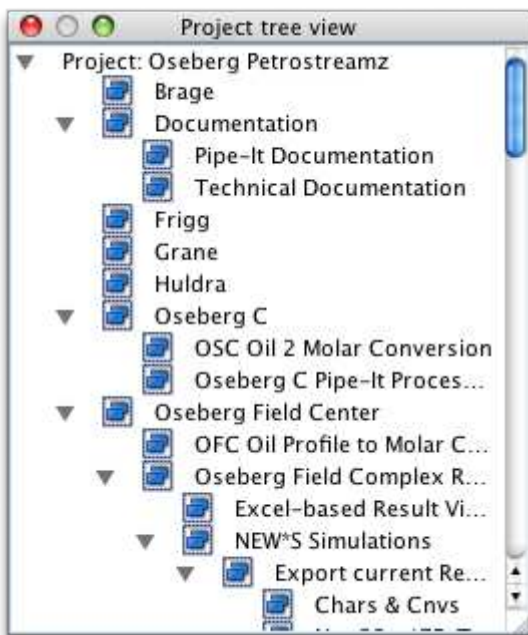 Project tree view
Project: Oseberg Petrostreamz
Brage
Documentation
Pipe-It Documentation
Technical Documentation
Frigg
Grane
Huldra
Oseberg C
OSC Oil 2 Molar Conversion
Oseberg C Pipe-It Proces...
Oseberg Field Center
OFC Oil Profile to Molar C...
Oseberg Field Complex R...
Excel-based Result Vi...
NEW*S Simulations
Export current Re...
Chars & Cnvs